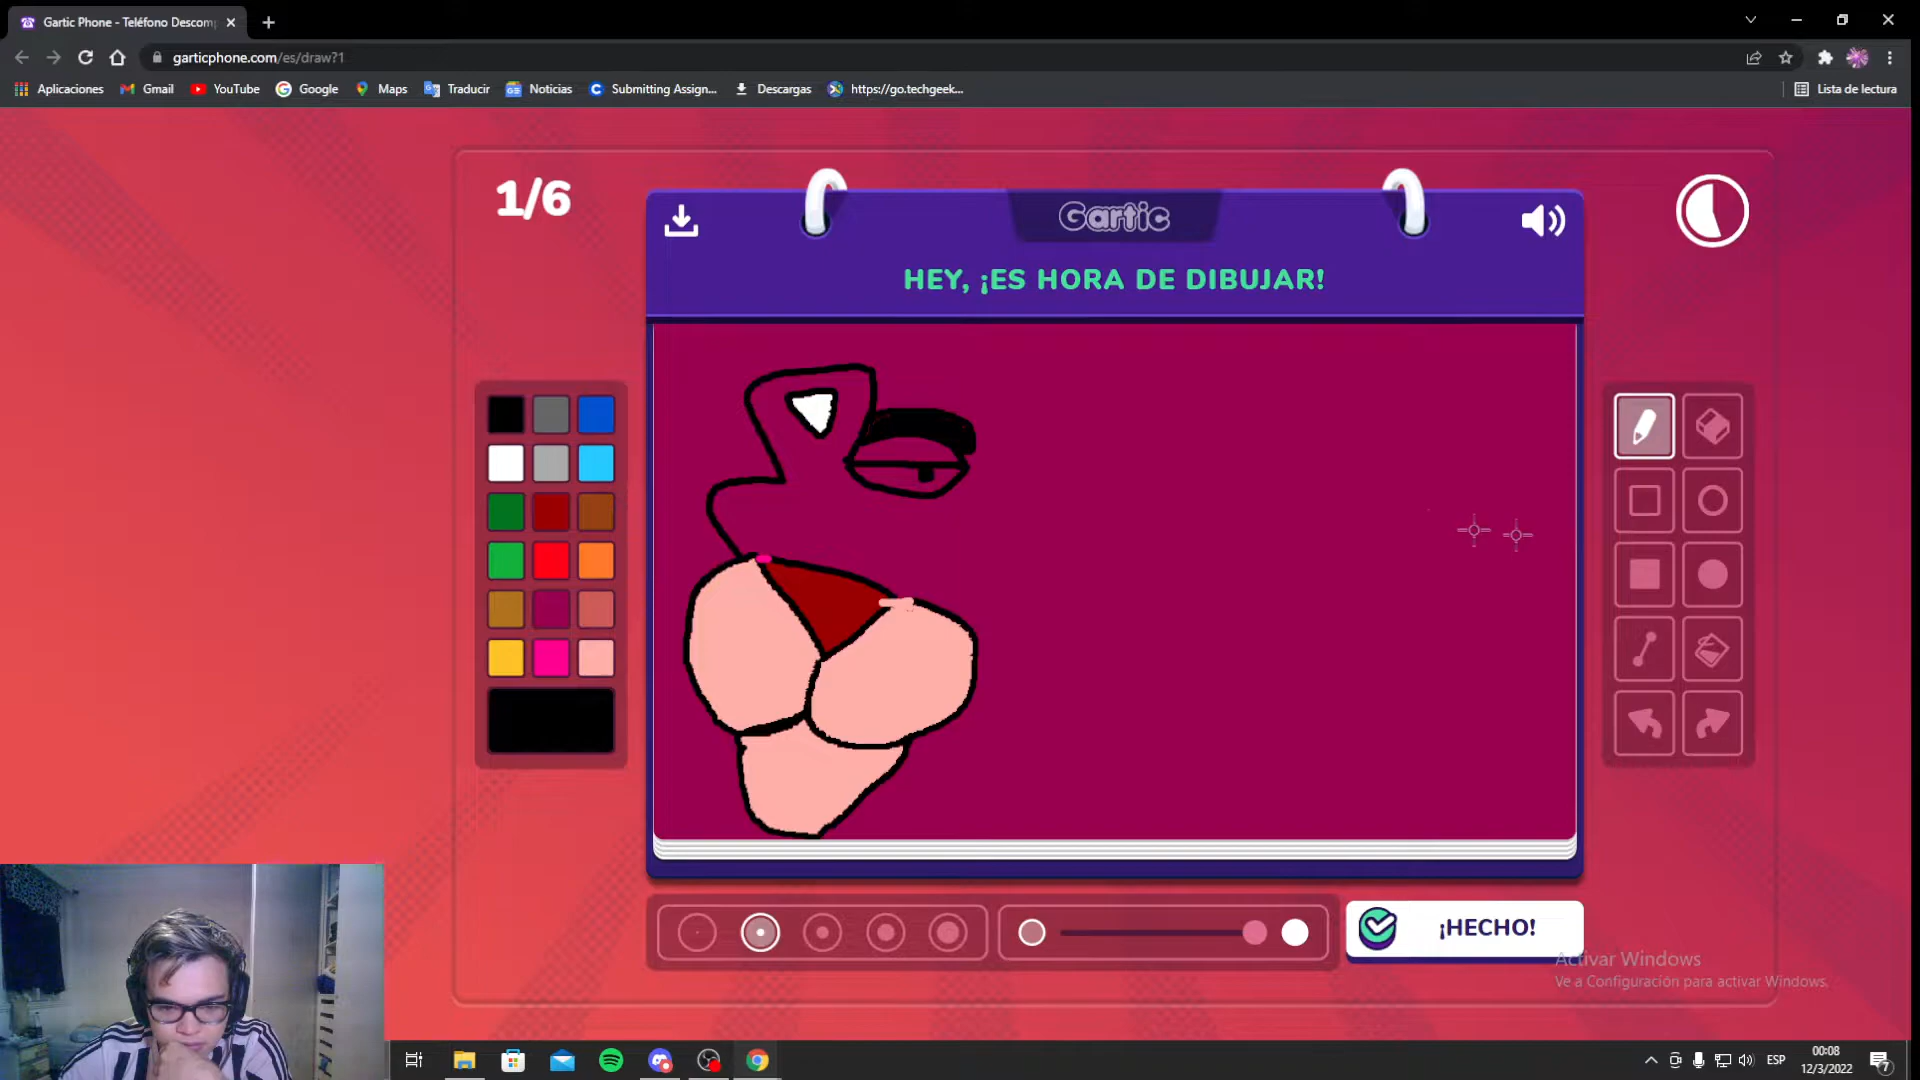 Gartic Phone - Teléfono Descom
garticphone.com/es/draw?1
Aplicaciones
Gmail
YouTube
Google
Maps
Traducir
Noticias
Submitting Assign...
Descargas
https://go.techgeek...
Lista de lectura
1/6
Gartic
HEY, ¡ES HORA DE DIBUJAR!
¡HECHO!
Activar Windows
Ve a Configuración para activar Windows.
ESP
00:08
12/3/2022
7